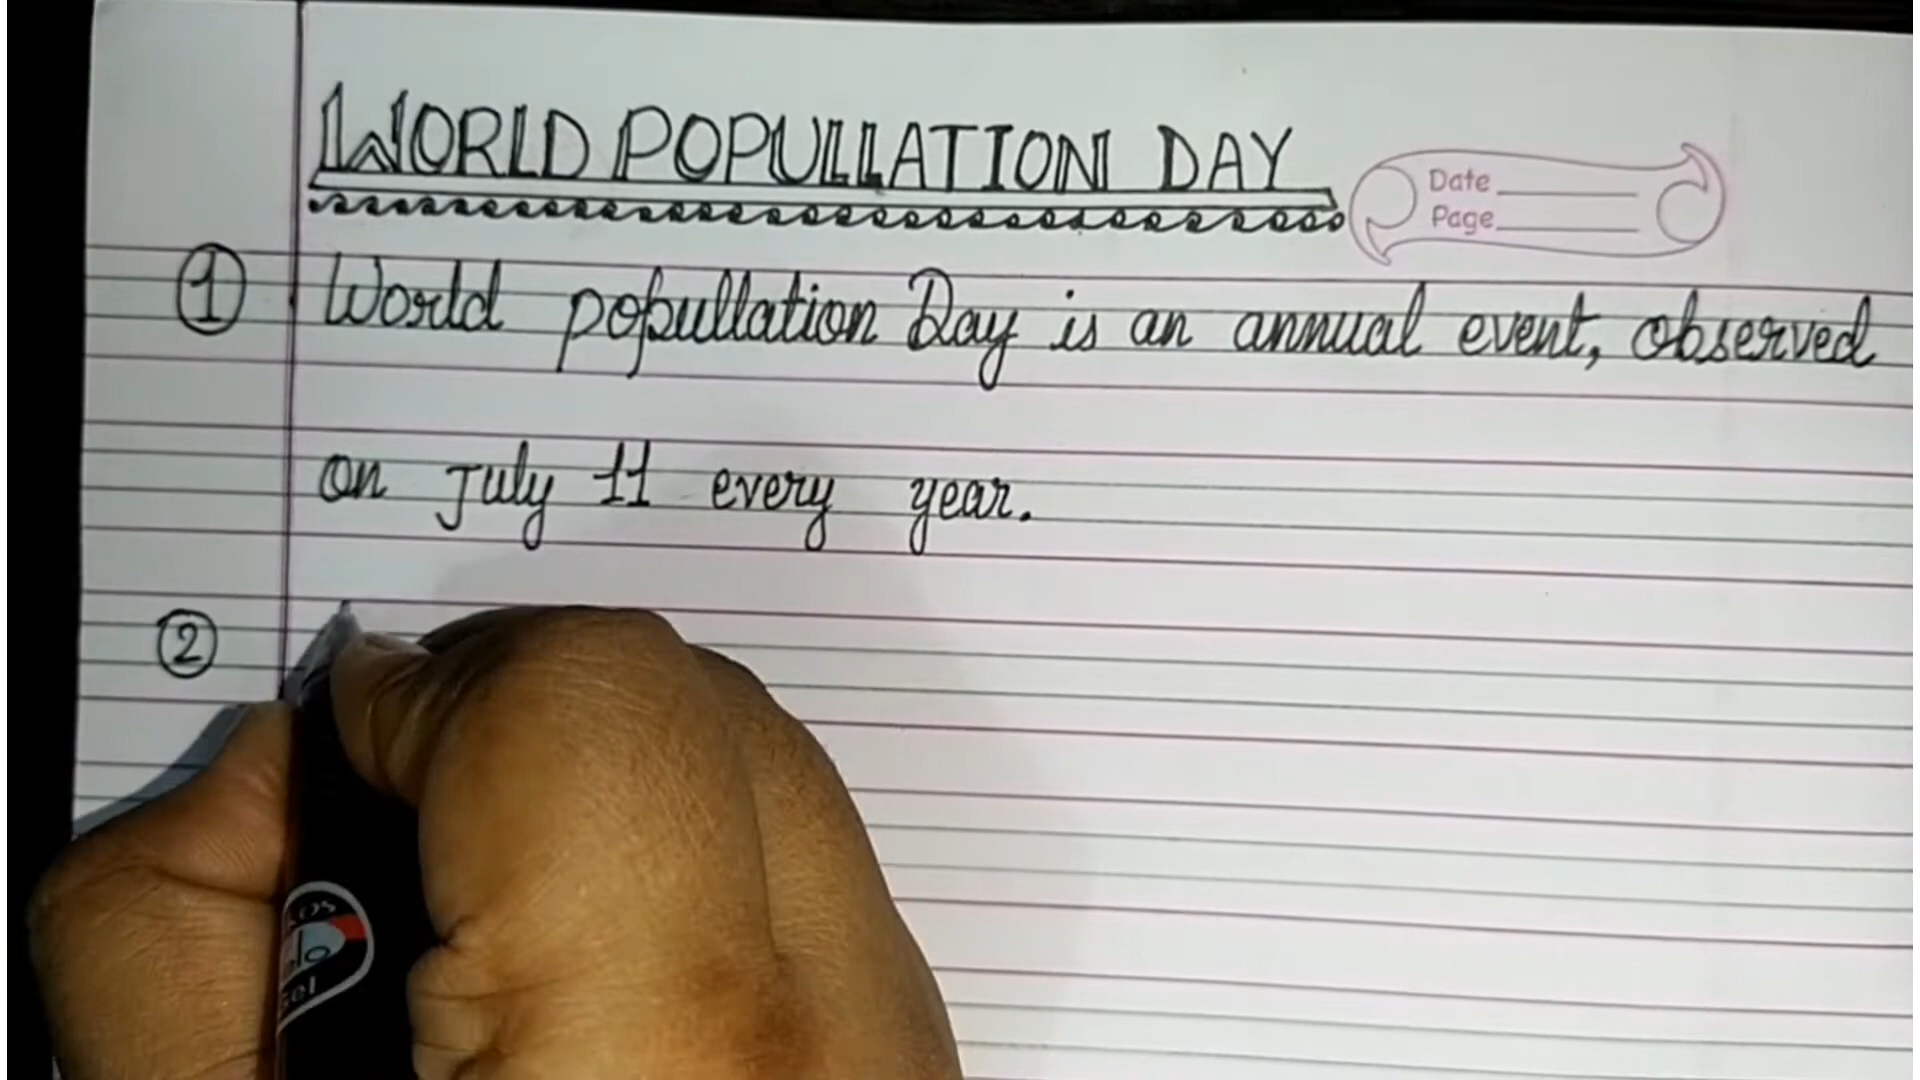 WORLD POPULLATION DAY
Date
Page
① World popullation Day is an annual event, observed
on July 11 every year.
②
Gel